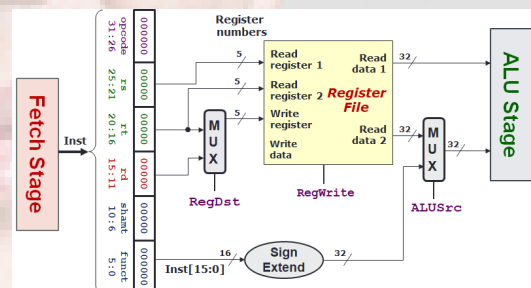 Fetch Stage
Inst
opcode
31:26
000000
rs
25:21
00000
rt
20:16
00000
rd
15:11
00000
shamt
10:6
00000
funct
5:0
000000
Register
numbers
5
5
5
MUX
RegDst
Read
register 1
Read
register 2
Write
register
Write
data
Register
File
Read
data 1
Read
data 2
RegWrite
32
32
MUX
32
ALUSrc
ALU Stage
Inst[15:0]
16
Sign
Extend
32